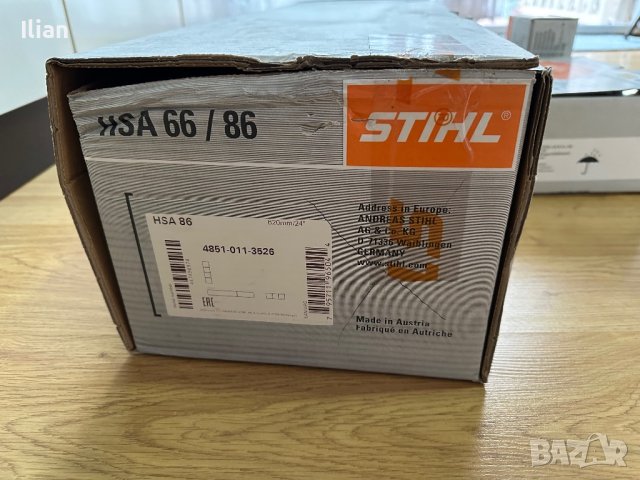 Ilian
HSA 66 / 86
STIHL
Address in Europe:
ANDREAS STIHL
AG & Co. KG
D-71336 Waiblingen
GERMANY
www.stihl.com
HSA 86
620mm/24"
4851-011-3526
EAC
Made in Austria
Fabriqué en Autriche
BAZAR